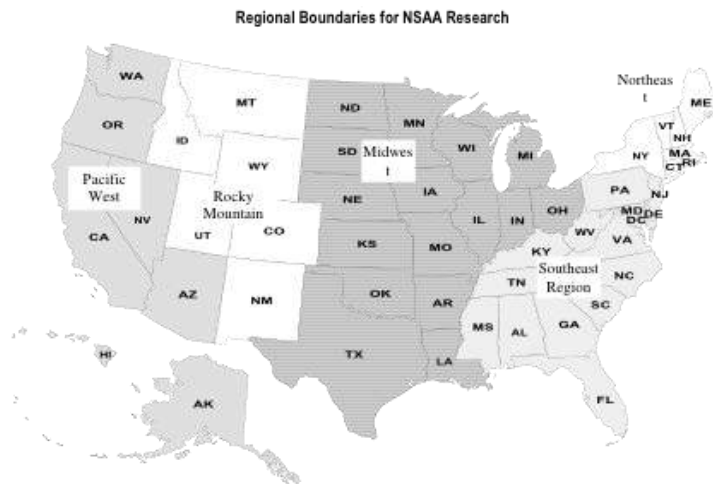 Regional Boundaries for NSAA Research
WA
OR
ID
MT
WY
Pacific
West
NV
CA
Rocky
Mountain
UT
CO
AZ
NM
HI
AK
ND
SD
NE
KS
OK
TX
MN
Midwes
t
IA
MO
AR
LA
WI
MI
IL
IN
OH
Northeas
t
ME
VT
NH
NY
MA
CT
RI
PA
NJ
MD
DE
DC
WV
VA
KY
TN
Southeast
Region
NC
SC
MS
AL
GA
FL